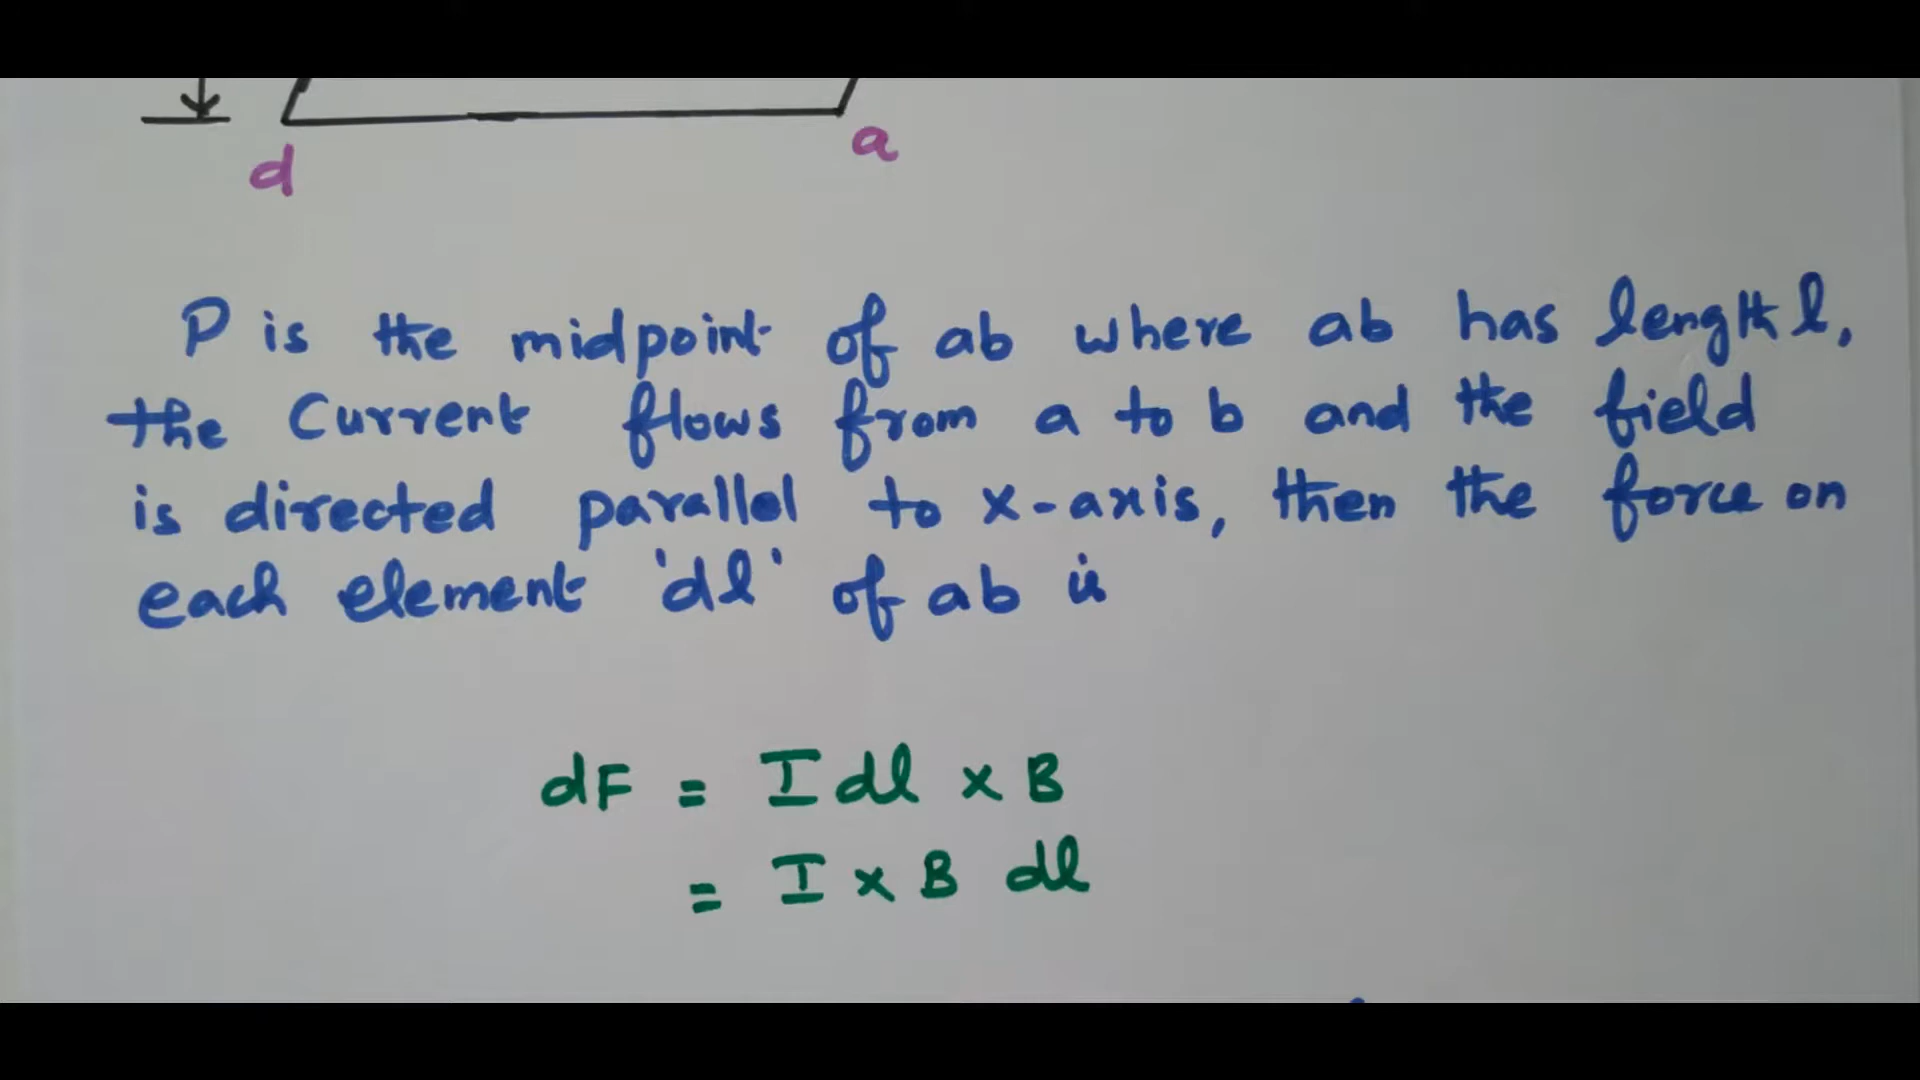 d
a
P is the midpoint of ab where ab has length l,
the Current flows from a to b and the field
is directed parallel to x-axis, then the force on
each element 'dl' of ab is
dF = I dl × B
= I × B dl